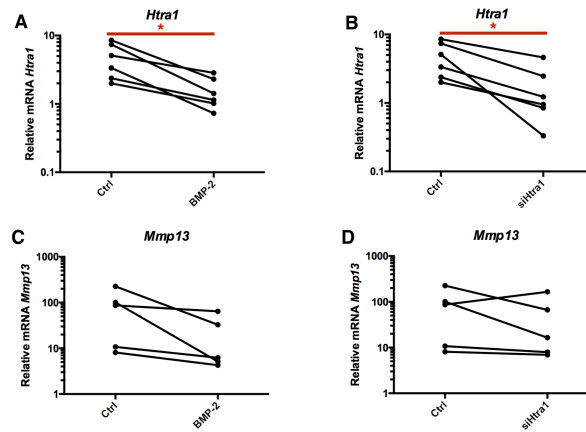 A
Htra1
*
Relative mRNA Htra1
10
1
0.1
Ctrl
BMP-2
B
Htra1
*
Relative mRNA Htra1
10
1
0.1
Ctrl
siHtra1
C
Mmp13
Relative mRNA Mmp13
1000
100
10
1
Ctrl
BMP-2
D
Mmp13
Relative mRNA Mmp13
1000
100
10
1
Ctrl
siHtra1